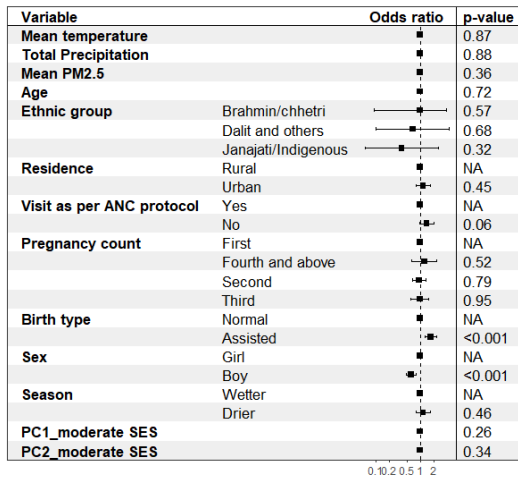 Variable Odds ratio p-value
Mean temperature 0.87
Total Precipitation 0.88
Mean PM2.5 0.36
Age 0.72
Ethnic group Brahmin/chhetri 0.57
Dalit and others 0.68
Janajati/Indigenous 0.32
Residence Rural NA
Urban 0.45
Visit as per ANC protocol Yes NA
No 0.06
Pregnancy count First NA
Fourth and above 0.52
Second 0.79
Third 0.95
Birth type Normal NA
Assisted <0.001
Sex Girl NA
Boy <0.001
Season Wetter NA
Drier 0.46
PC1_moderate SES 0.26
PC2_moderate SES 0.34
0.10.2 0.5 1 2